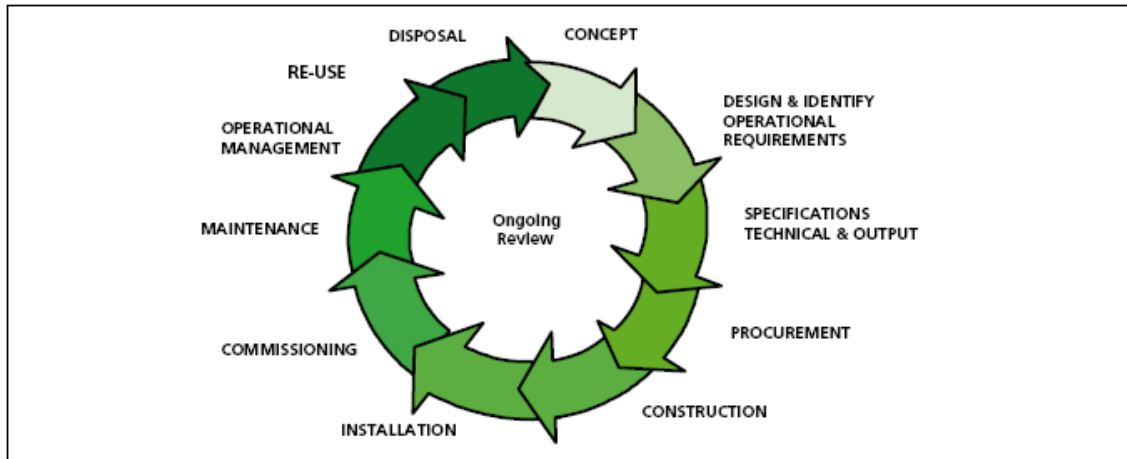 CONCEPT
DESIGN & IDENTIFY
OPERATIONAL
REQUIREMENTS
SPECIFICATIONS
TECHNICAL & OUTPUT
PROCUREMENT
CONSTRUCTION
INSTALLATION
COMMISSIONING
MAINTENANCE
OPERATIONAL
MANAGEMENT
RE-USE
DISPOSAL
Ongoing
Review